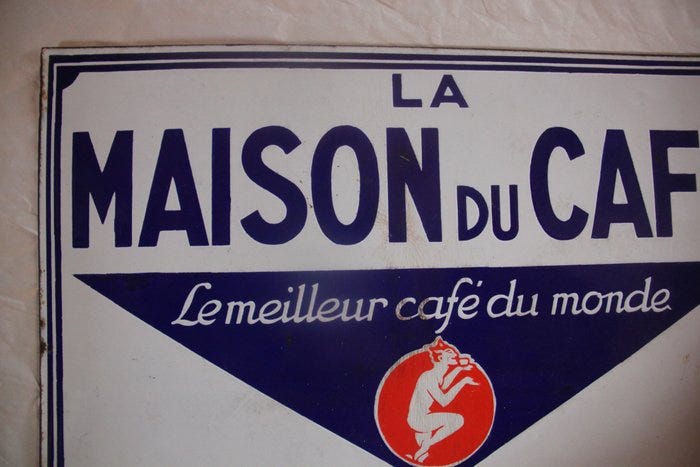 LA
MAISON DU CAF
Le meilleur café du monde